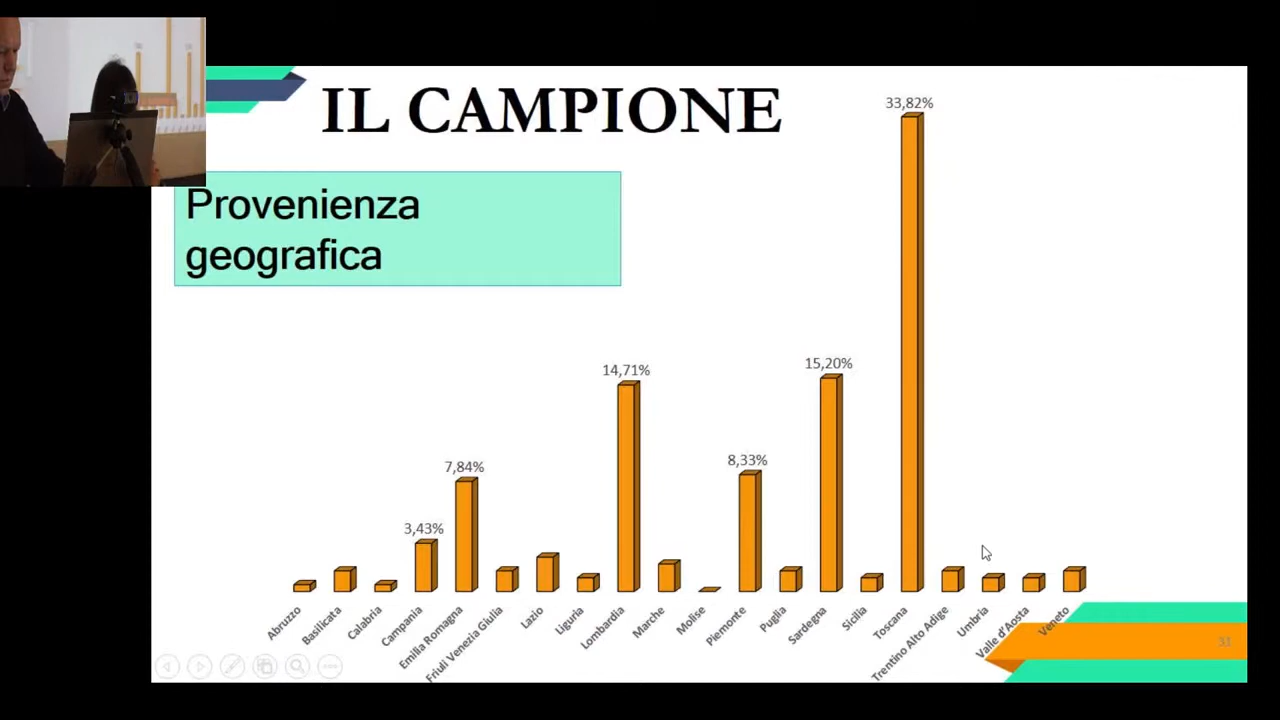 IL CAMPIONE
Provenienza
geografica
33,82%
15,20%
14,71%
8,33%
7,84%
3,43%
Abruzzo
Basilicata
Calabria
Campania
Emilia Romagna
Friuli Venezia Giulia
Lazio
Liguria
Lombardia
Marche
Molise
Piemonte
Puglia
Sardegna
Sicilia
Toscana
Trentino Alto Adige
Umbria
Valle d'Aosta
Veneto
31